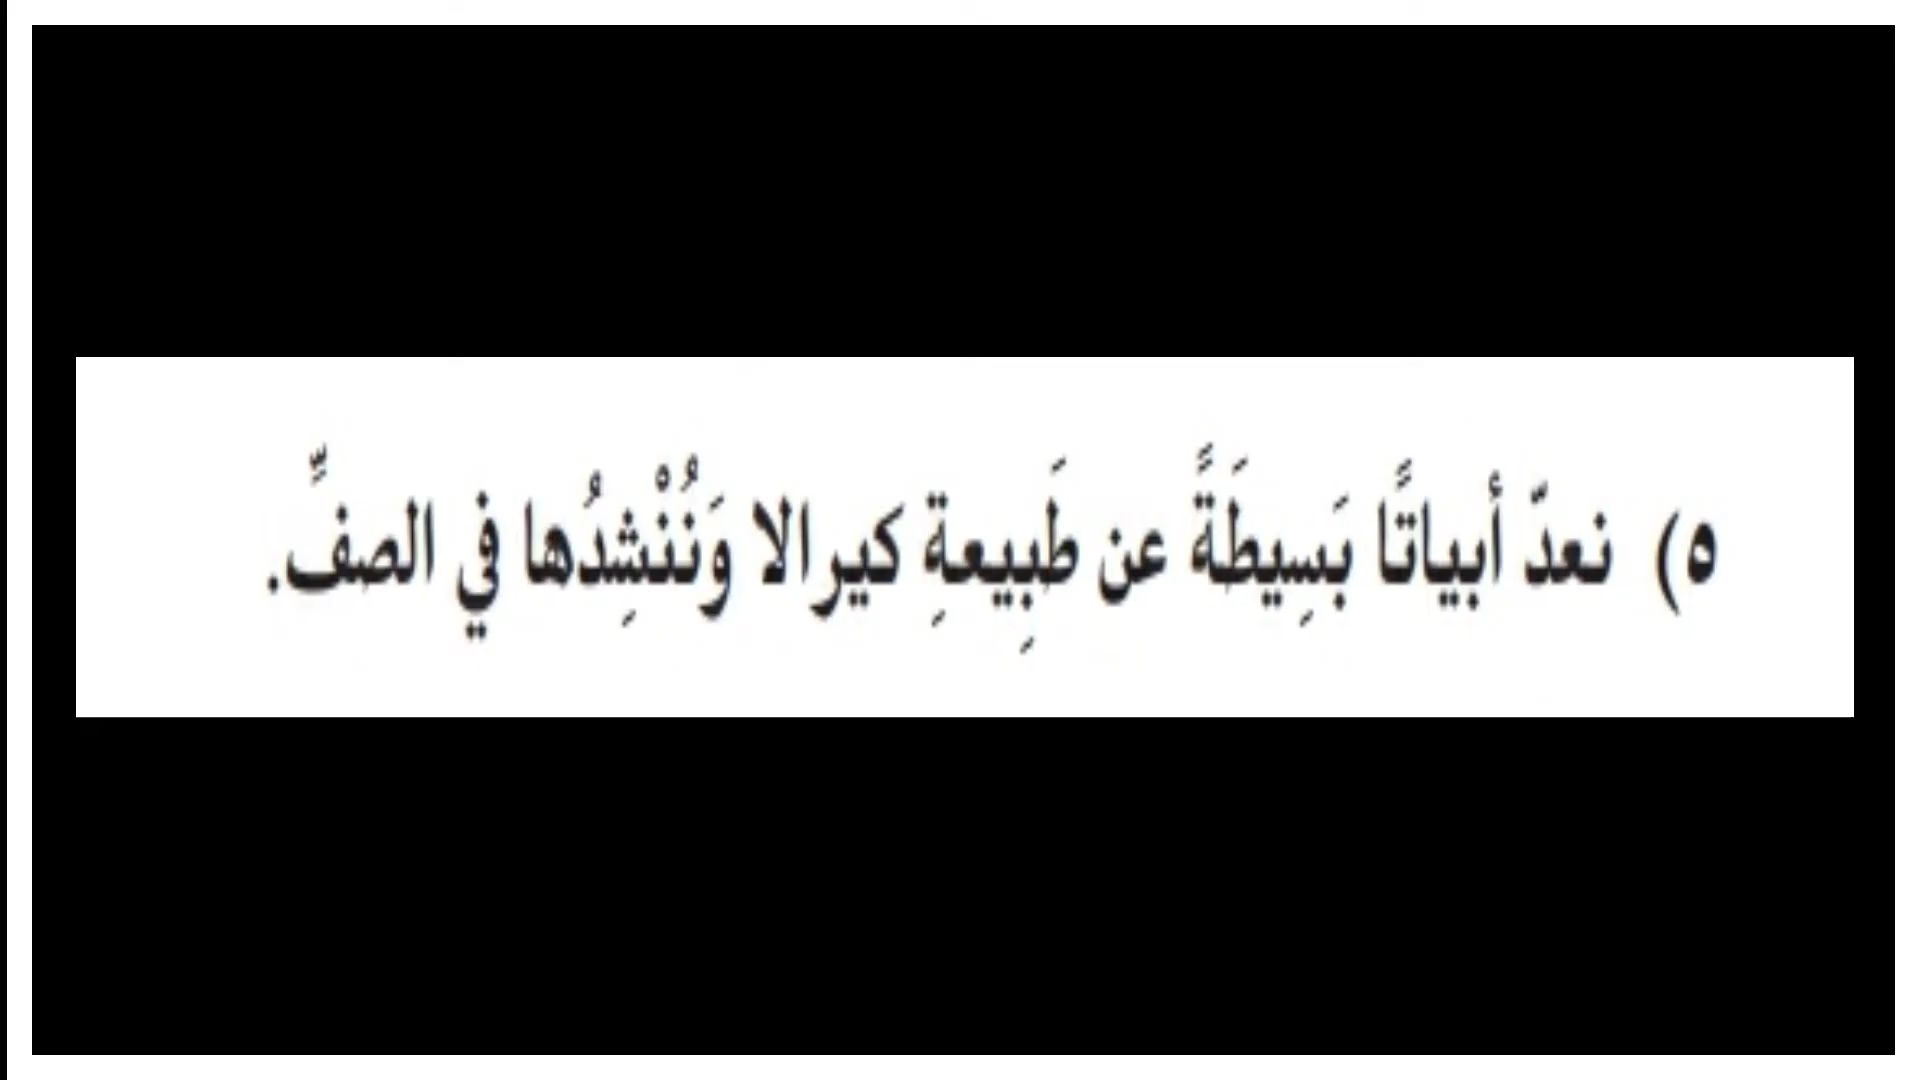 ٥) نعدّ أبياتًا بَسِيطَةً عن طَبِيعةِ كيرالا وَنُنْشِدُها في الصفِّ.